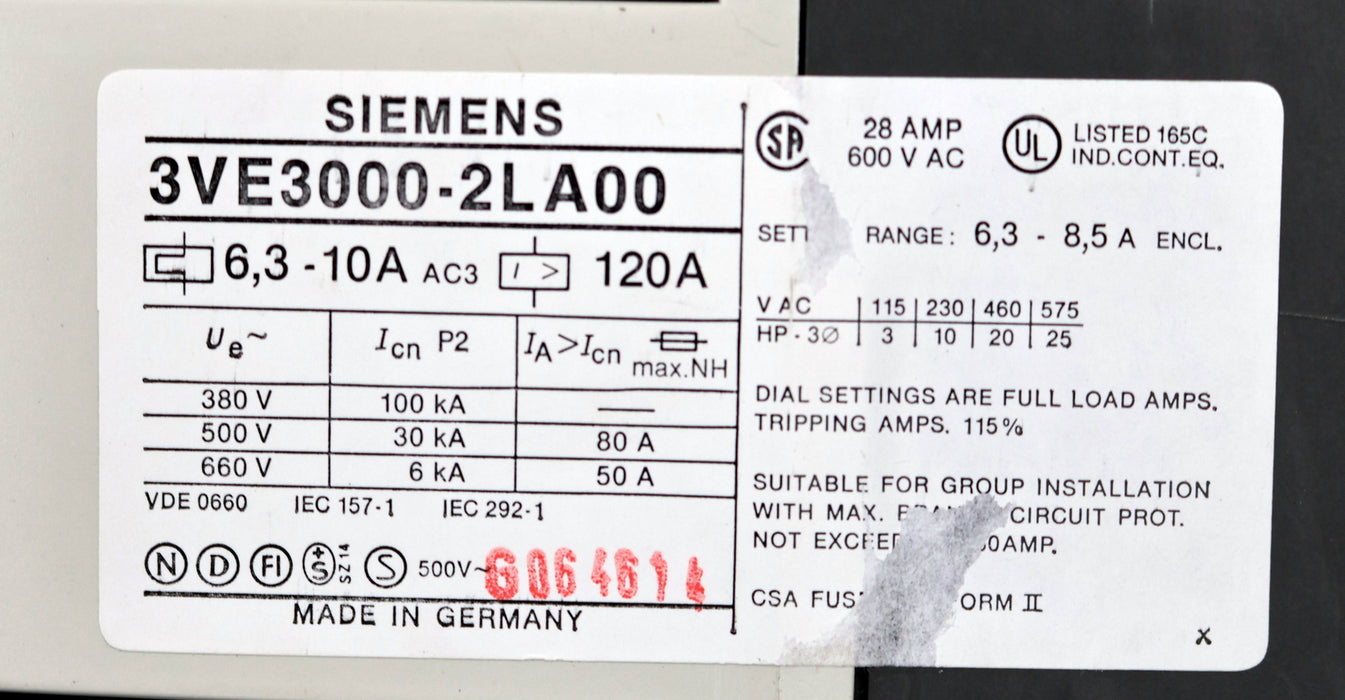 SIEMENS
3VE3000-2LA00
6,3 -10A AC3 I > 120A
Ue~ Icn P2 IA>Icn max.NH
380 V 100 kA —
500 V 30 kA 80 A
660 V 6 kA 50 A
VDE 0660 IEC 157-1 IEC 292-1
N D FI +S SZ14 S 500V~
MADE IN GERMANY
SA 28 AMP
600 V AC
UL LISTED 165C
IND.CONT.EQ.
RANGE: 6,3 - 8,5 A ENCL.
V AC 115 230 460 575
HP - 3Ø 3 10 20 25
DIAL SETTINGS ARE FULL LOAD AMPS.
TRIPPING AMPS. 115%
SUITABLE FOR GROUP INSTALLATION
WITH MAX. CIRCUIT PROT.
NOT
CSA II
X